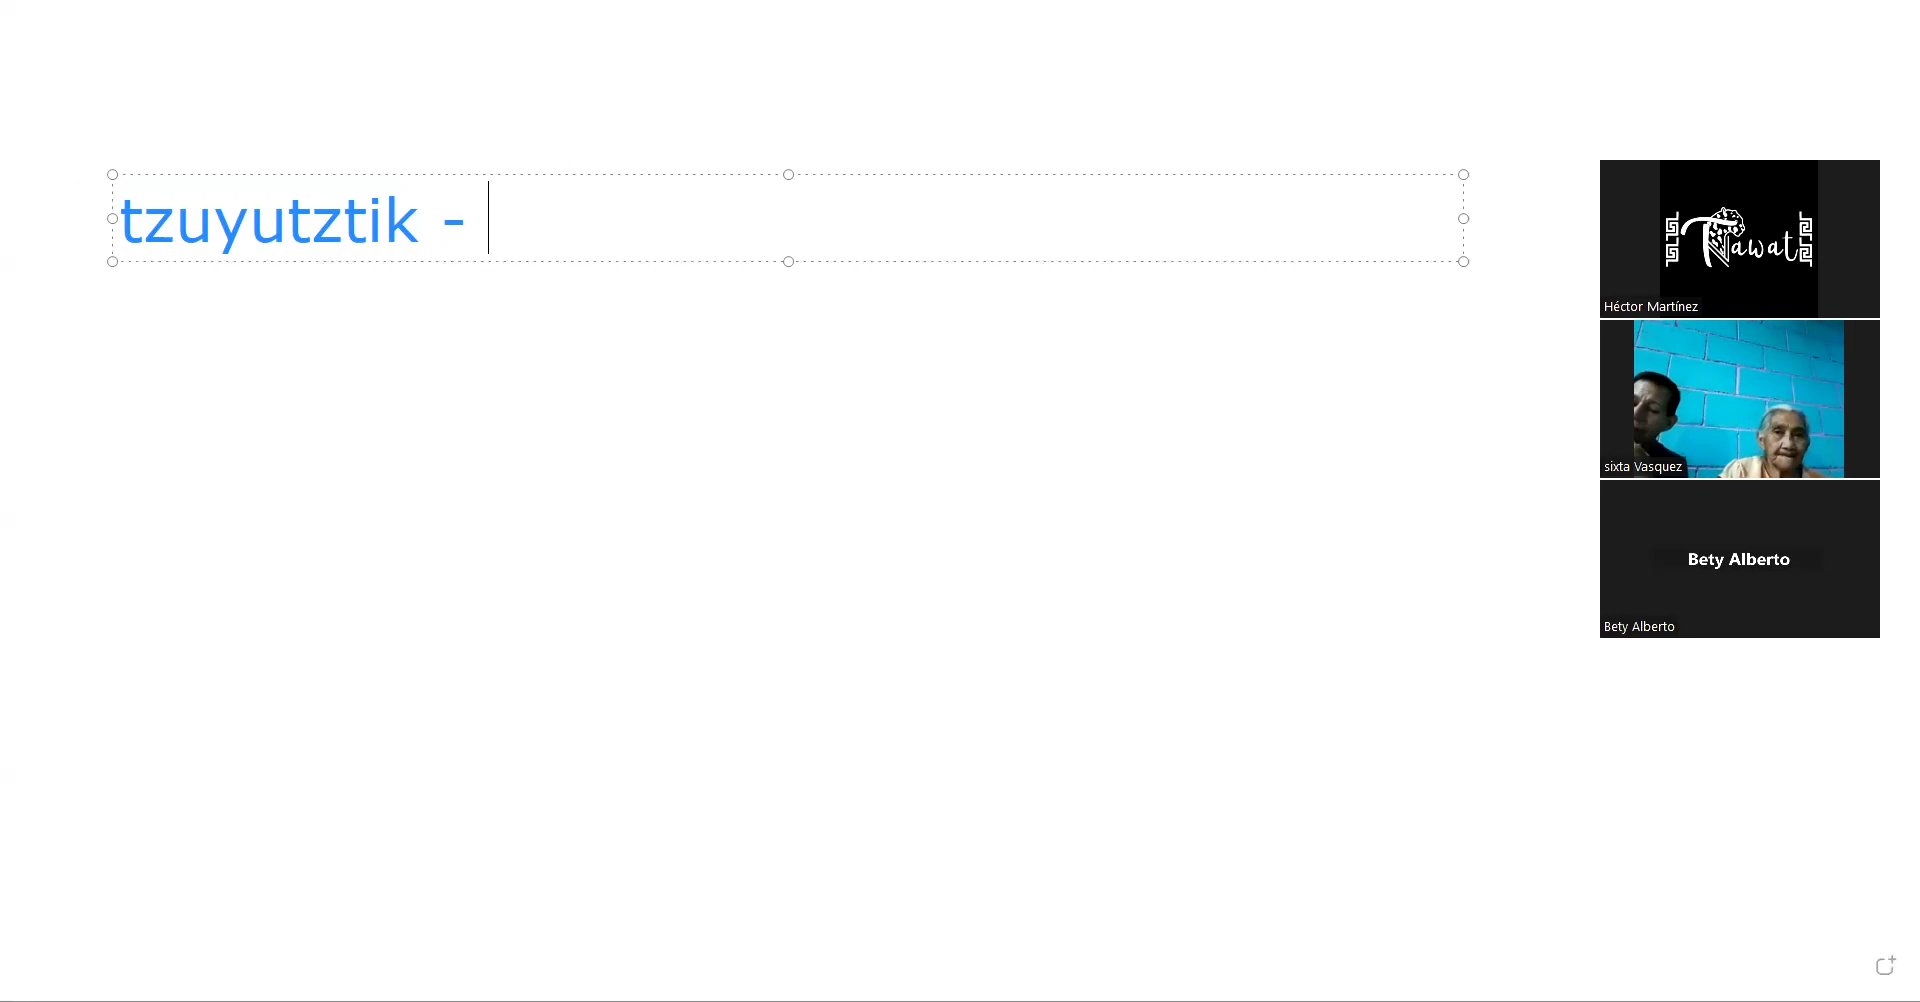 tzuyutztik -
Nawat
Héctor Martínez
sixta Vasquez
Bety Alberto
Bety Alberto